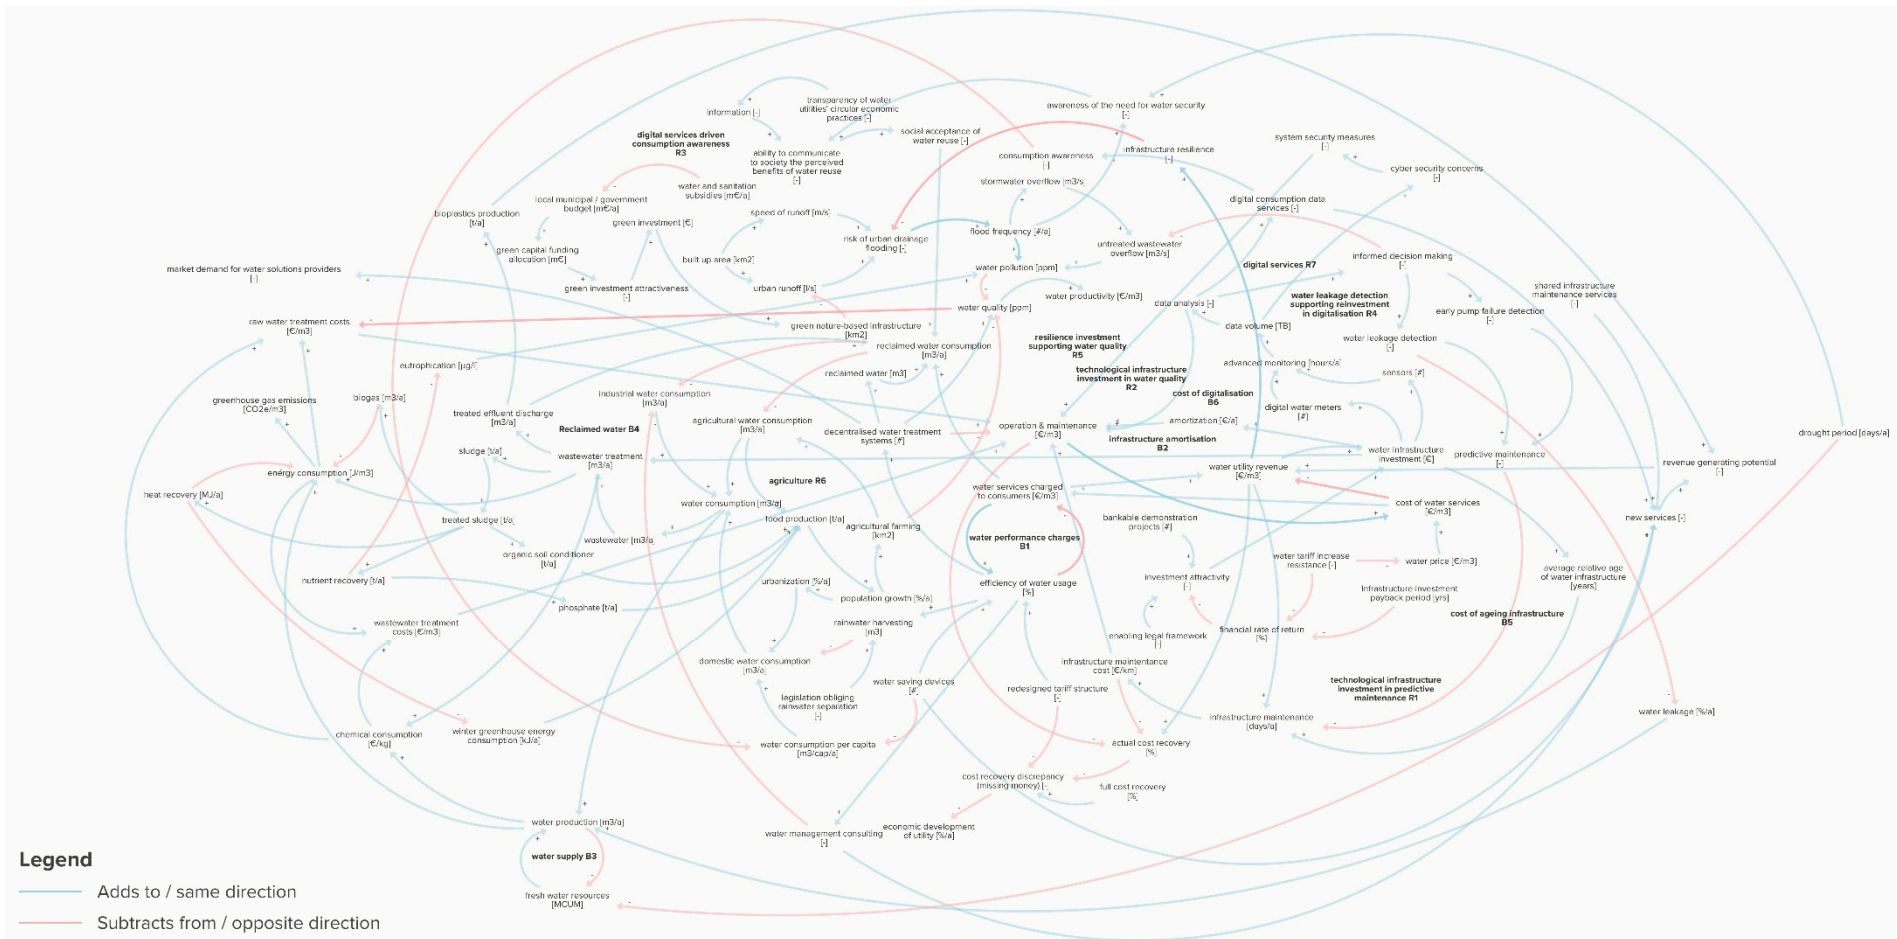 awareness of the need for water security
[-]
information [-]
transparency of water
utilities' circular economic
practices [-]
social acceptance of
water reuse [-]
digital services driven
consumption awareness
R3
ability to communicate
to society the perceived
benefits of water reuse
[-]
consumption awareness
[-]
infrastructure resilience
[-]
system security measures
[-]
cyber security concerns
[-]
water and sanitation
subsidies [m€/a]
stormwater overflow [m3/s]
local municipal / government
budget [m€/a]
digital consumption data
services [-]
bioplastics production
[t/a]
green investment [€]
speed of runoff [m/s]
risk of urban drainage
flooding [-]
flood frequency [#/a]
untreated wastewater
overflow [m3/s]
green capital funding
allocation [m€]
built up area [km2]
water pollution [ppm]
digital services R7
informed decision making
[-]
market demand for water solutions providers
[-]
green investment attractiveness
[-]
urban runoff [l/s]
water productivity [€/m3]
data analysis [-]
water leakage detection
supporting reinvestment
in digitalisation R4
shared infrastructure
maintenance services
[-]
water quality [ppm]
early pump failure detection
[-]
raw water treatment costs
[€/m3]
green nature-based infrastructure
[km2]
data volume [TB]
resilience investment
supporting water quality
R5
water leakage detection
[-]
reclaimed water consumption
[m3/a]
eutrophication [µg/l]
advanced monitoring [hours/a]
reclaimed water [m3]
technological infrastructure
investment in water quality
R2
sensors [#]
greenhouse gas emissions
[CO2e/m3]
biogas [m3/a]
industrial water consumption
[m3/a]
cost of digitalisation
B6
digital water meters
[#]
treated effluent discharge
[m3/a]
Reclaimed water B4
agricultural water consumption
[m3/a]
decentralised water treatment
systems [#]
operation & maintenance
[€/m3]
amortization [€/a]
infrastructure amortisation
B2
drought period [days/a]
sludge [t/a]
wastewater treatment
[m3/a]
water infrastructure
investment [€]
predictive maintenance
[-]
revenue generating potential
[-]
energy consumption [J/m3]
agriculture R6
water utility revenue
[€/m3]
heat recovery [MJ/a]
water consumption [m3/a]
water services charged
to consumers [€/m3]
cost of water services
[€/m3]
treated sludge [t/a]
food production [t/a]
agricultural farming
[km2]
bankable demonstration
projects [#]
new services [-]
wastewater [m3/a]
water performance charges
B1
organic soil conditioner
[t/a]
water tariff increase
resistance [-]
water price [€/m3]
nutrient recovery [t/a]
urbanization [%/a]
efficiency of water usage
[%]
investment attractivity
[-]
average relative age
of water infrastructure
[years]
population growth [%/a]
infrastructure investment
payback period [yrs]
phosphate [t/a]
cost of ageing infrastructure
B5
wastewater treatment
costs [€/m3]
rainwater harvesting
[m3]
enabling legal framework
[-]
financial rate of return
[%]
domestic water consumption
[m3/a]
infrastructure maintentance
cost [€/km]
water saving devices
[#]
redesigned tariff structure
[-]
technological infrastructure
investment in predictive
maintenance R1
legislation obliging
rainwater separation
[-]
infrastructure maintenance
[days/a]
water leakage [%/a]
chemical consumption
[€/kg]
winter greenhouse energy
consumption [kJ/a]
water consumption per capita
[m3/cap/a]
actual cost recovery
[%]
cost recovery discrepancy
(missing money) [-]
full cost recovery
[%]
water production [m3/a]
water management consulting
[-]
economic development
of utility [%/a]
water supply B3
fresh water resources
[MCUM]
Legend
Adds to / same direction
Subtracts from / opposite direction